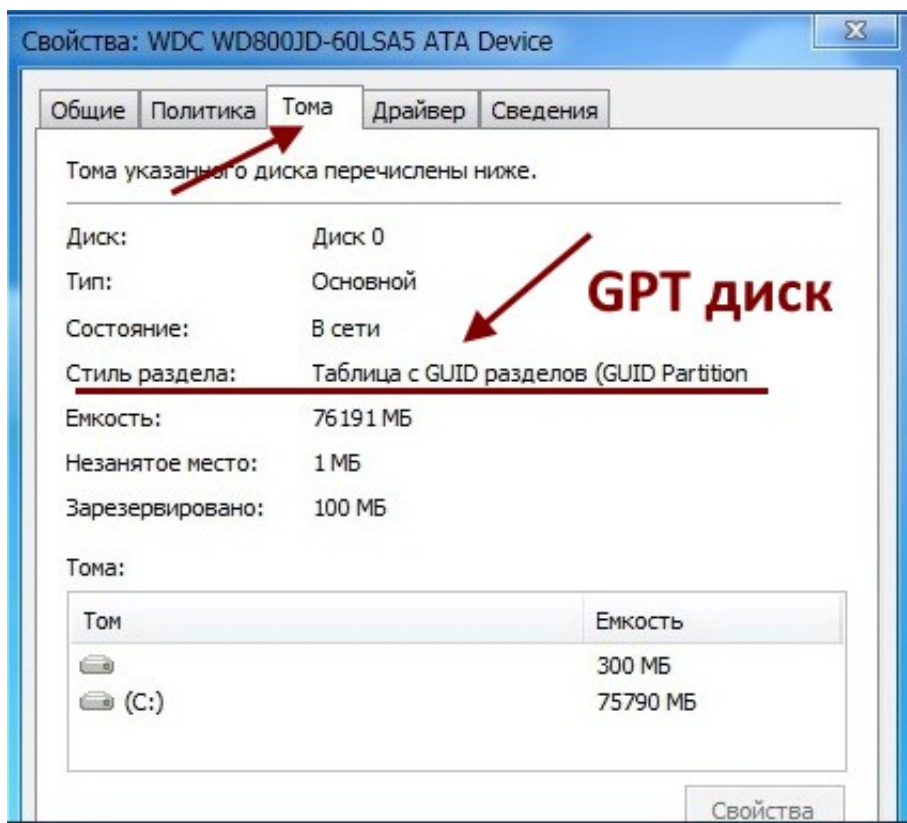 Свойства: WDC WD800JD-60LSA5 ATA Device
Общие Политика Тома Драйвер Сведения
Тома указанного диска перечислены ниже.
Диск: Диск 0
Тип: Основной
GPT диск
Состояние: В сети
Стиль раздела: Таблица с GUID разделов (GUID Partition
Емкость: 76191 МБ
Незанятое место: 1 МБ
Зарезервировано: 100 МБ
Тома:
Том Емкость
300 МБ
(C:) 75790 МБ
Свойства